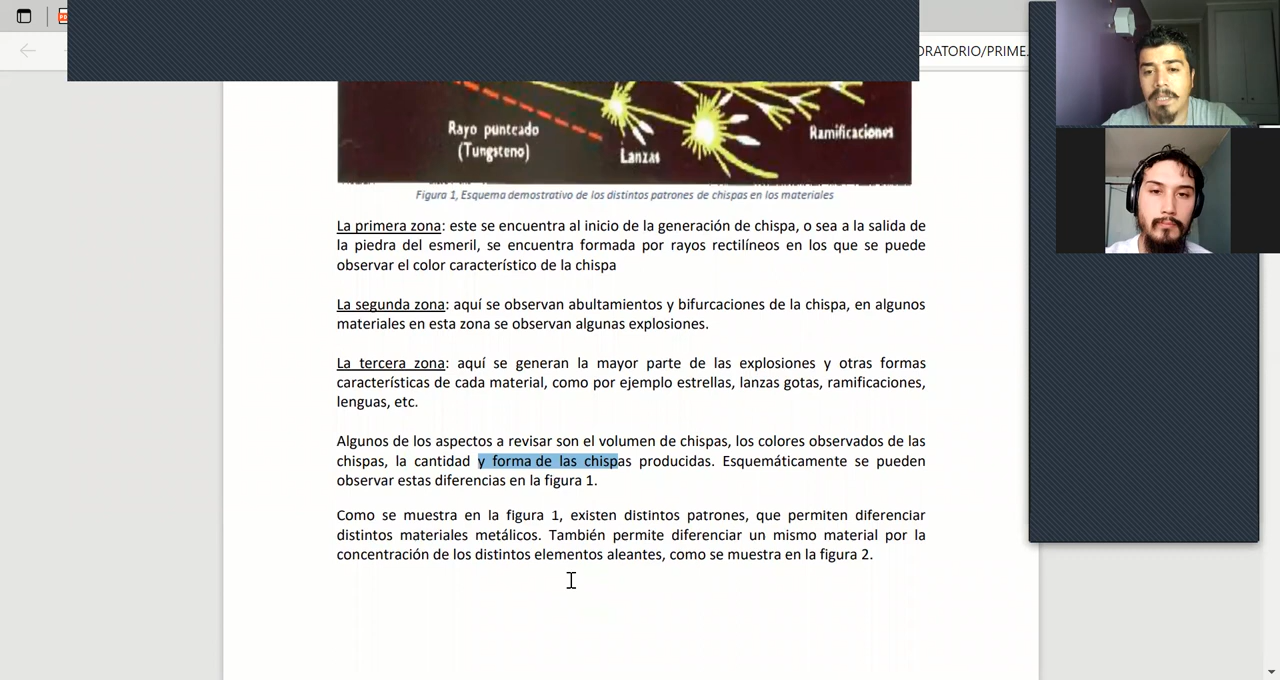 ORATORIO/PRIME.
Rayo punteado
(Tungsteno)
Lanzas
Ramificaciones
Figura 1, Esquema demostrativo de los distintos patrones de chispas en los materiales
La primera zona: este se encuentra al inicio de la generación de chispa, o sea a la salida de
la piedra del esmeril, se encuentra formada por rayos rectilíneos en los que se puede
observar el color característico de la chispa
La segunda zona: aquí se observan abultamientos y bifurcaciones de la chispa, en algunos
materiales en esta zona se observan algunas explosiones.
La tercera zona: aquí se generan la mayor parte de las explosiones y otras formas
características de cada material, como por ejemplo estrellas, lanzas gotas, ramificaciones,
lenguas, etc.
Algunos de los aspectos a revisar son el volumen de chispas, los colores observados de las
chispas, la cantidad y forma de las chispas producidas. Esquemáticamente se pueden
observar estas diferencias en la figura 1.
Como se muestra en la figura 1, existen distintos patrones, que permiten diferenciar
distintos materiales metálicos. También permite diferenciar un mismo material por la
concentración de los distintos elementos aleantes, como se muestra en la figura 2.